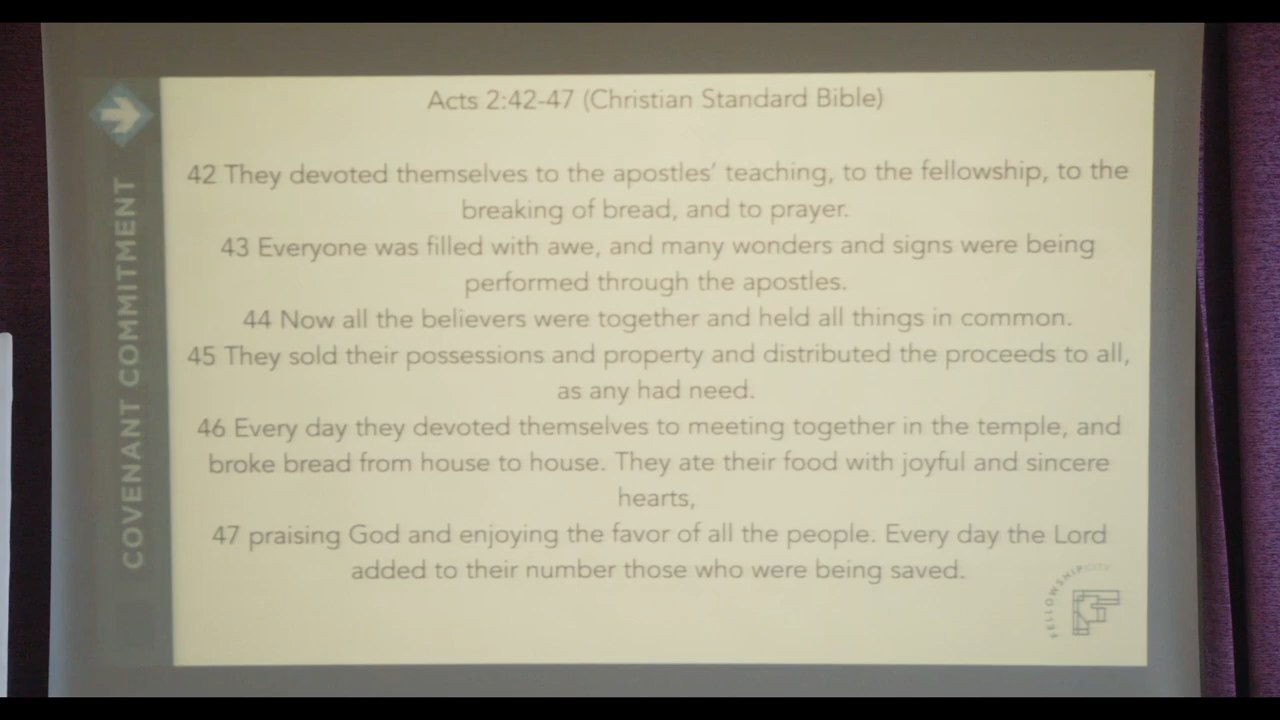 Acts 2:42-47 (Christian Standard Bible)
42 They devoted themselves to the apostles’ teaching, to the fellowship, to the
breaking of bread, and to prayer.
43 Everyone was filled with awe, and many wonders and signs were being
performed through the apostles.
44 Now all the believers were together and held all things in common.
45 They sold their possessions and property and distributed the proceeds to all,
as any had need.
46 Every day they devoted themselves to meeting together in the temple, and
broke bread from house to house. They ate their food with joyful and sincere
hearts,
47 praising God and enjoying the favor of all the people. Every day the Lord
added to their number those who were being saved.
COVENANT COMMITMENT
FELLOWSHIP CITY